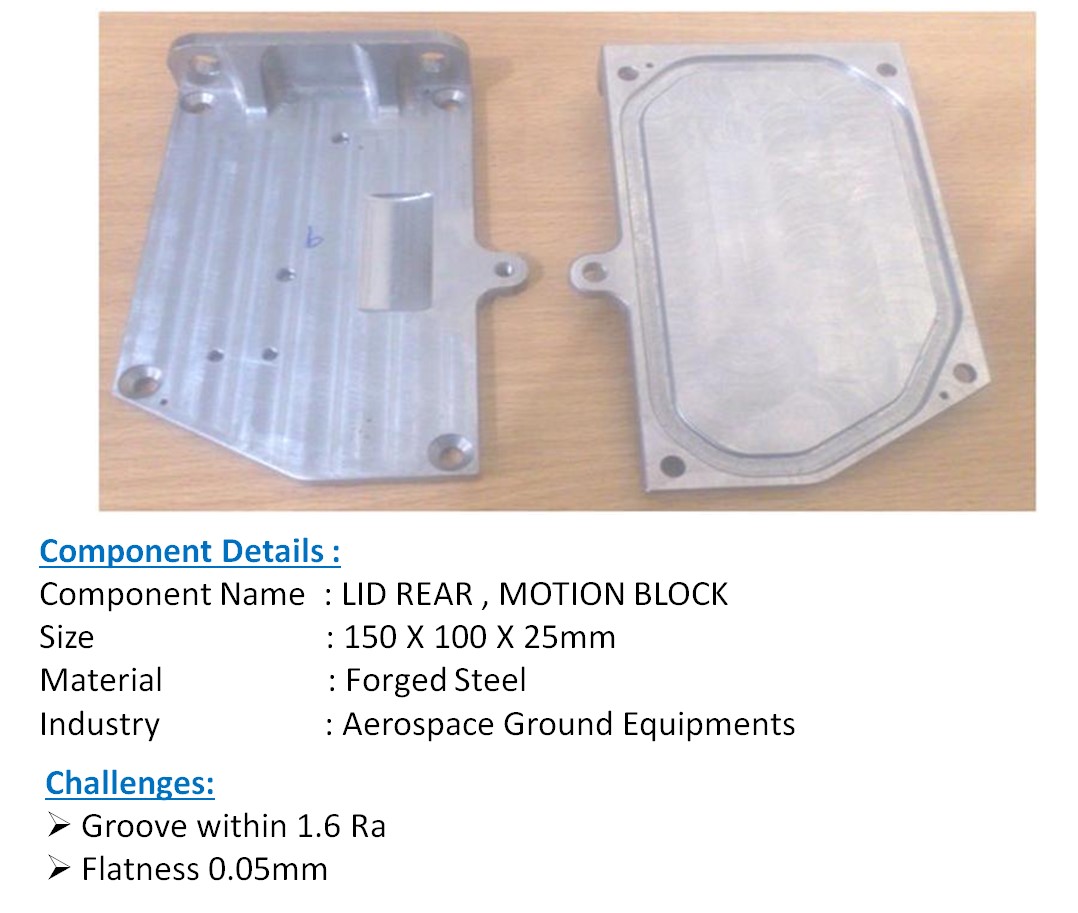 Component Details :
Component Name : LID REAR , MOTION BLOCK
Size : 150 X 100 X 25mm
Material : Forged Steel
Industry : Aerospace Ground Equipments
Challenges:
➢ Groove within 1.6 Ra
➢ Flatness 0.05mm